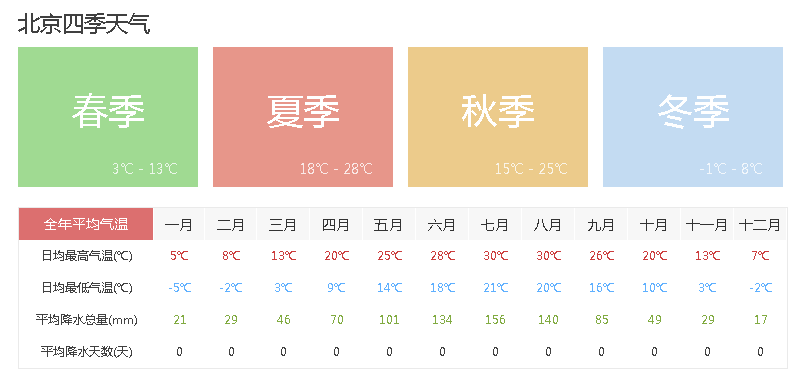 北京四季天气
春季 夏季 秋季 冬季
3℃ - 13℃ 18℃ - 28℃ 15℃ - 25℃ -1℃ - 8℃
全年平均气温 一月 二月 三月 四月 五月 六月 七月 八月 九月 十月 十一月 十二月
日均最高气温(℃) 5℃ 8℃ 13℃ 20℃ 25℃ 28℃ 30℃ 30℃ 26℃ 20℃ 13℃ 7℃
日均最低气温(℃) -5℃ -2℃ 3℃ 9℃ 14℃ 18℃ 21℃ 20℃ 16℃ 10℃ 3℃ -2℃
平均降水总量(mm) 21 29 46 70 101 134 156 140 85 49 29 17
平均降水天数(天) 0 0 0 0 0 0 0 0 0 0 0 0